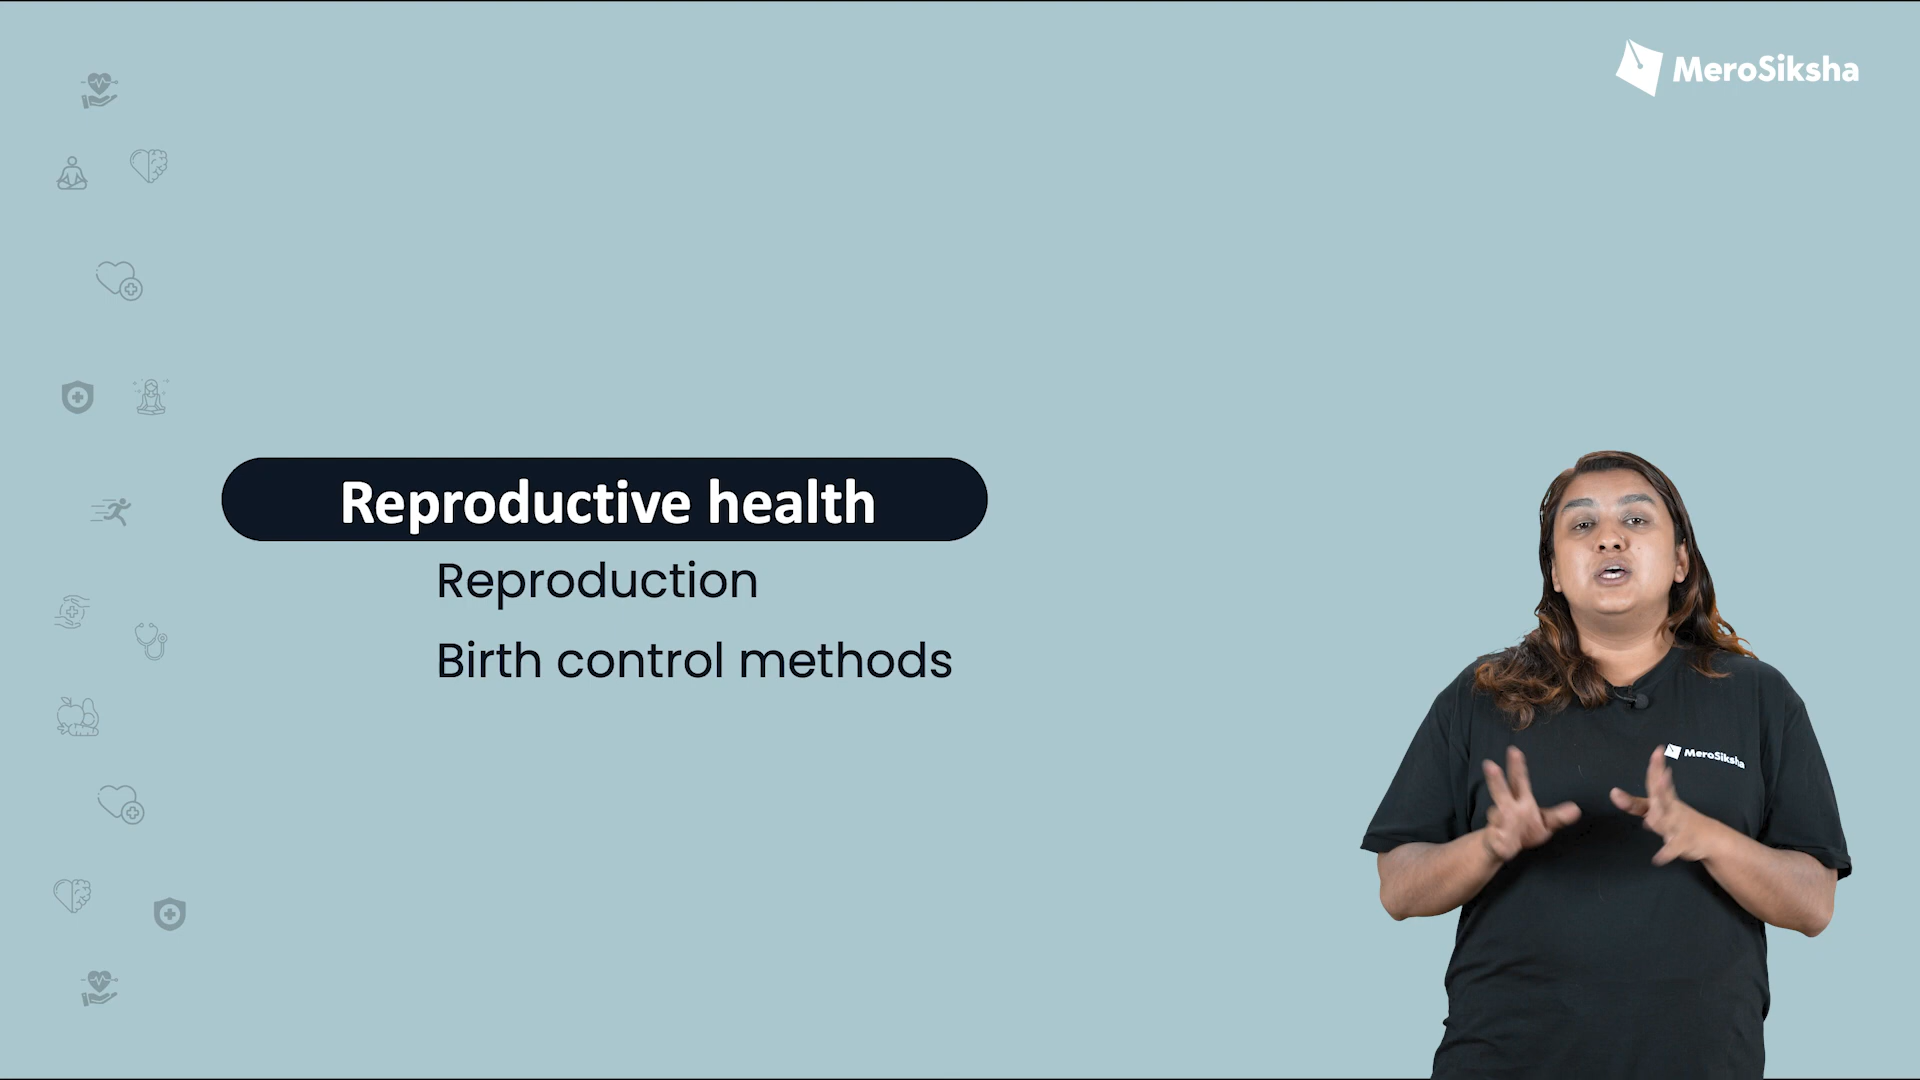 MeroSiksha
Reproductive health
Reproduction
Birth control methods
MeroSiksha